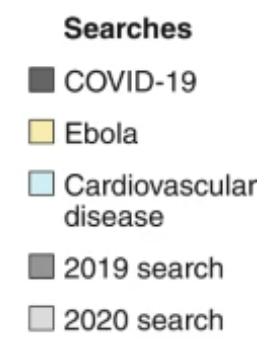 Searches
COVID-19
Ebola
Cardiovascular
disease
2019 search
2020 search